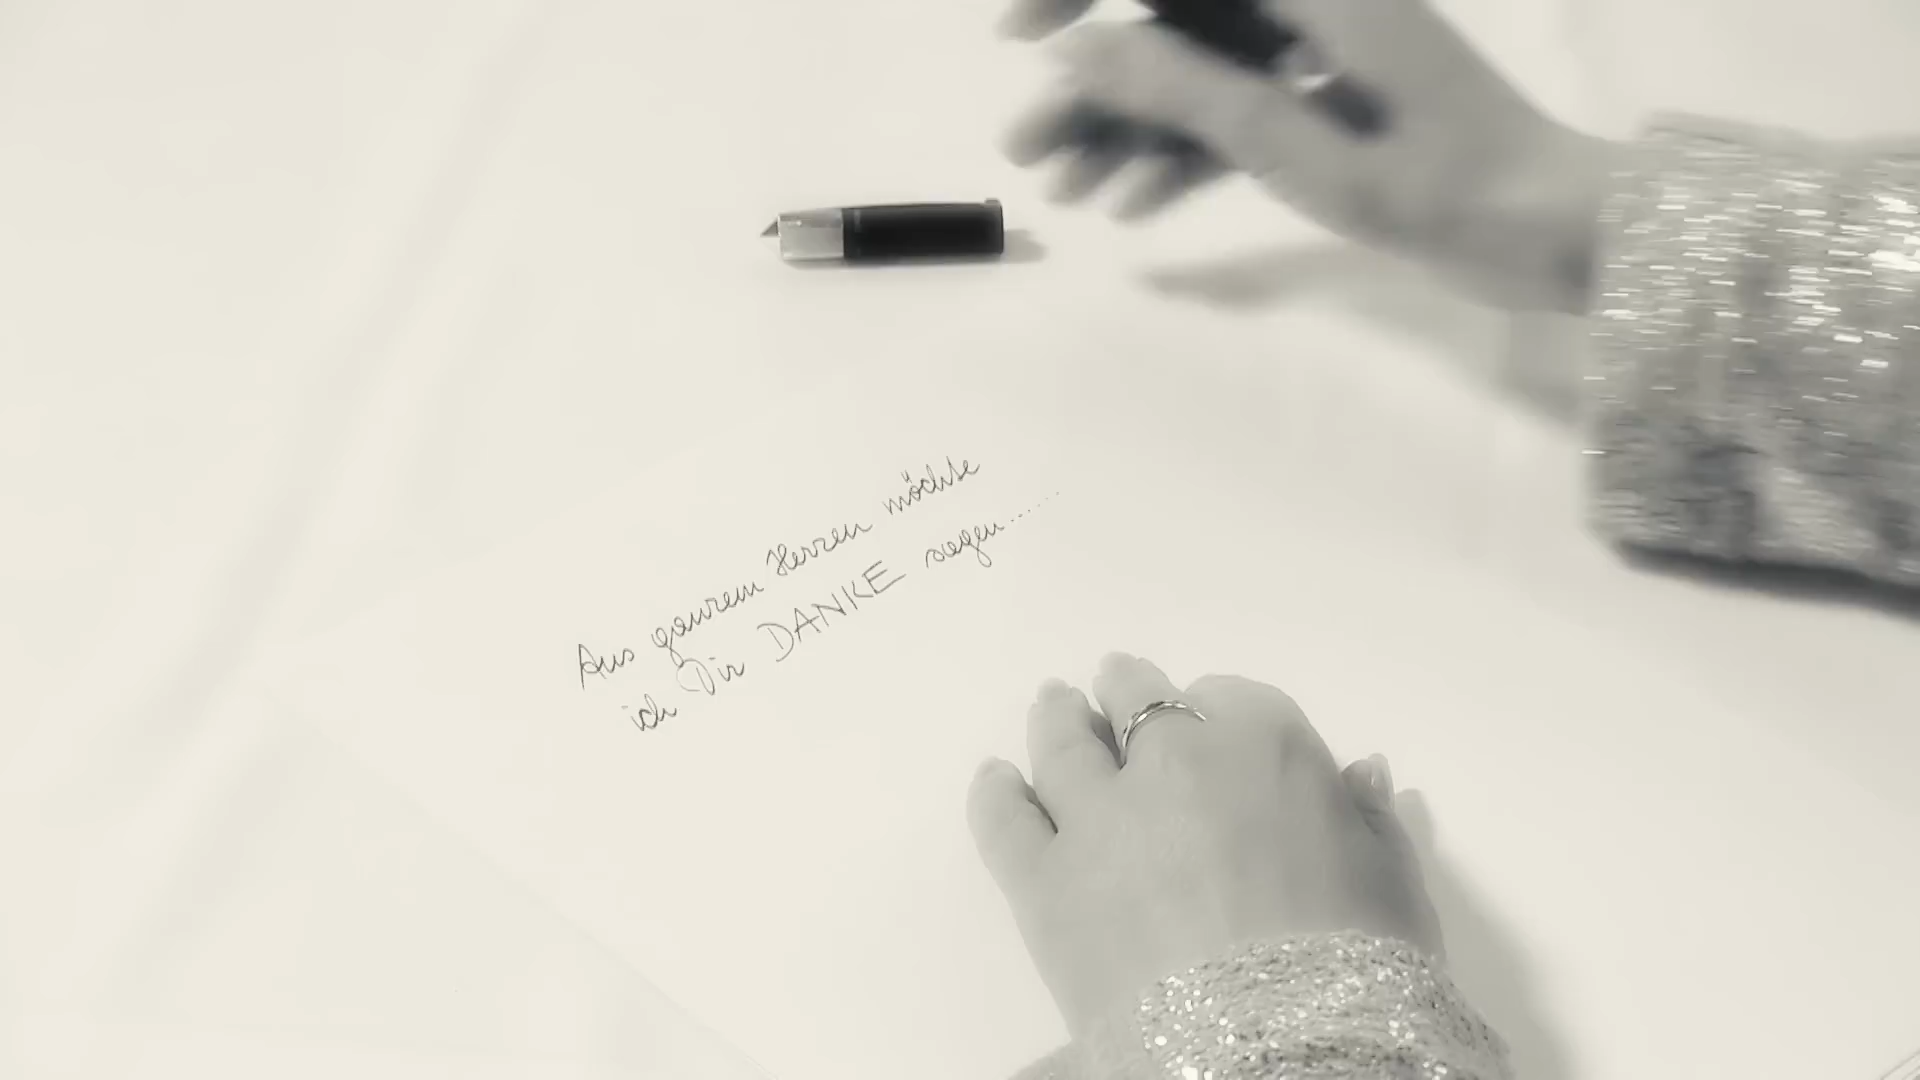 Aus ganzem Herzen möchte
ich Dir DANKE sagen.......